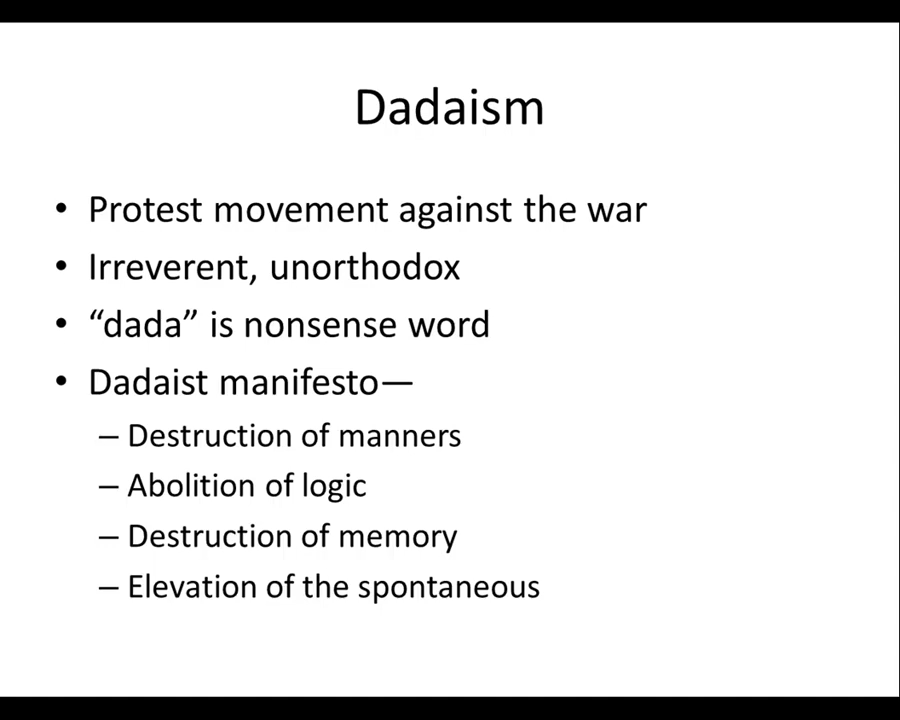 Dadaism
• Protest movement against the war
• Irreverent, unorthodox
• “dada” is nonsense word
• Dadaist manifesto—
– Destruction of manners
– Abolition of logic
– Destruction of memory
– Elevation of the spontaneous